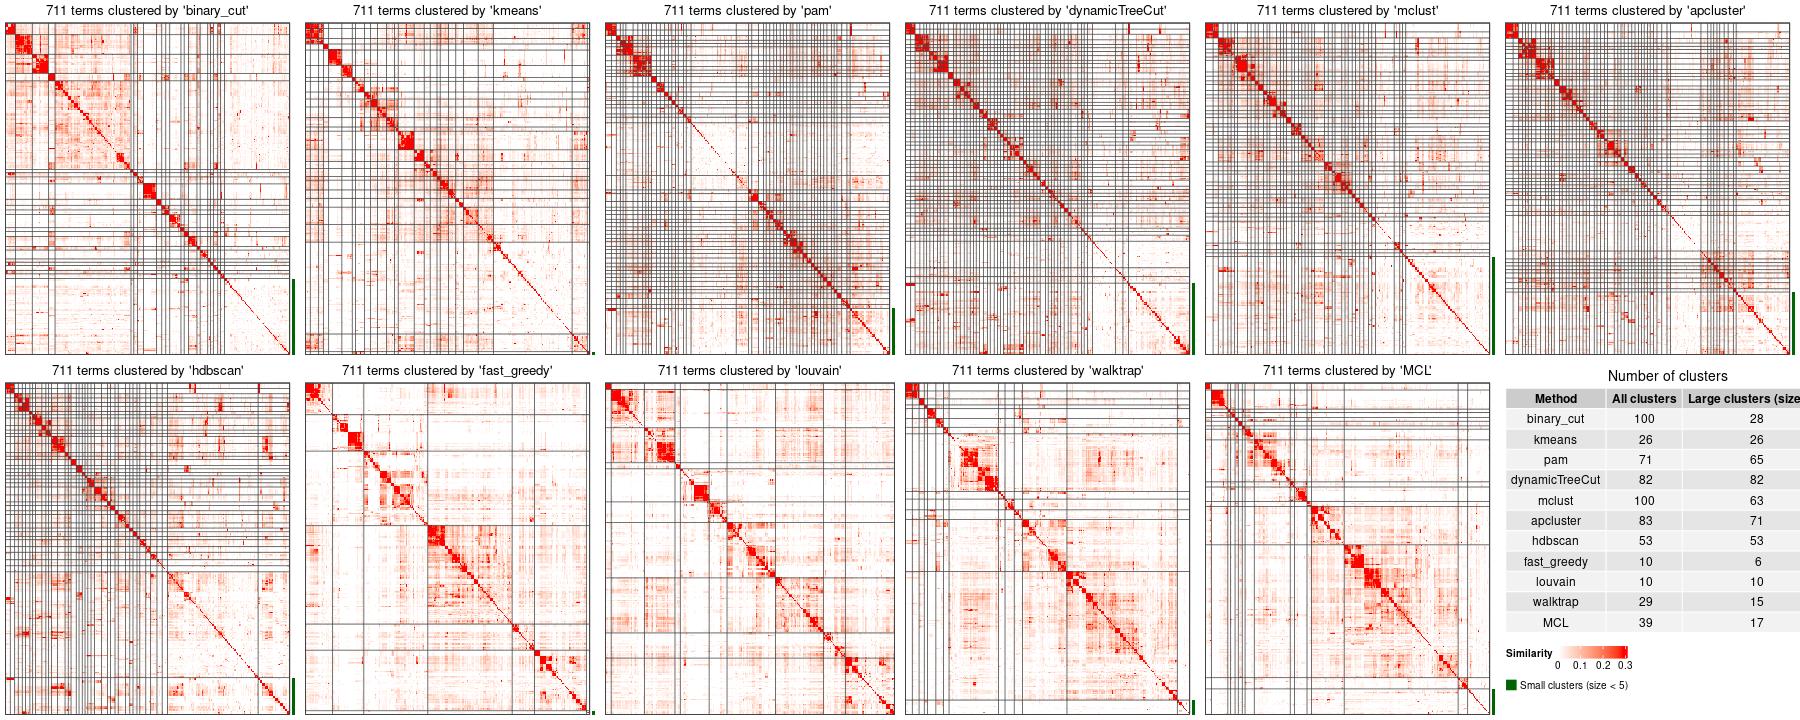 711 terms clustered by 'binary_cut'
711 terms clustered by 'kmeans'
711 terms clustered by 'pam'
711 terms clustered by 'dynamicTreeCut'
711 terms clustered by 'mclust'
711 terms clustered by 'apcluster'
711 terms clustered by 'hdbscan'
711 terms clustered by 'fast_greedy'
711 terms clustered by 'louvain'
711 terms clustered by 'walktrap'
711 terms clustered by 'MCL'
Number of clusters
Method All clusters Large clusters (size
binary_cut 100 28
kmeans 26 26
pam 71 65
dynamicTreeCut 82 82
mclust 100 63
apcluster 83 71
hdbscan 53 53
fast_greedy 10 6
louvain 10 10
walktrap 29 15
MCL 39 17
Similarity
0 0.1 0.2 0.3
Small clusters (size < 5)